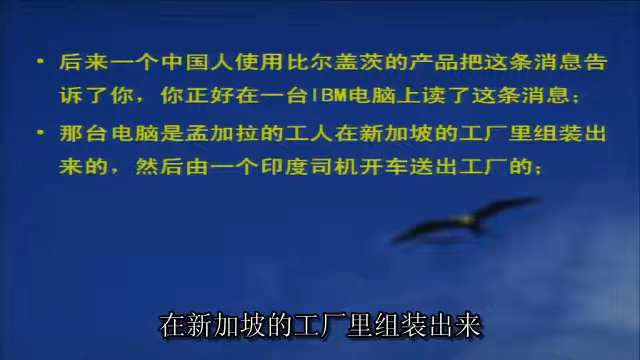 • 后来一个中国人使用比尔盖茨的产品把这条消息告
诉了你，你正好在一台IBM电脑上读了这条消息；
• 那台电脑是孟加拉的工人在新加坡的工厂里组装出
来的，然后由一个印度司机开车送出工厂的；
在新加坡的工厂里组装出来